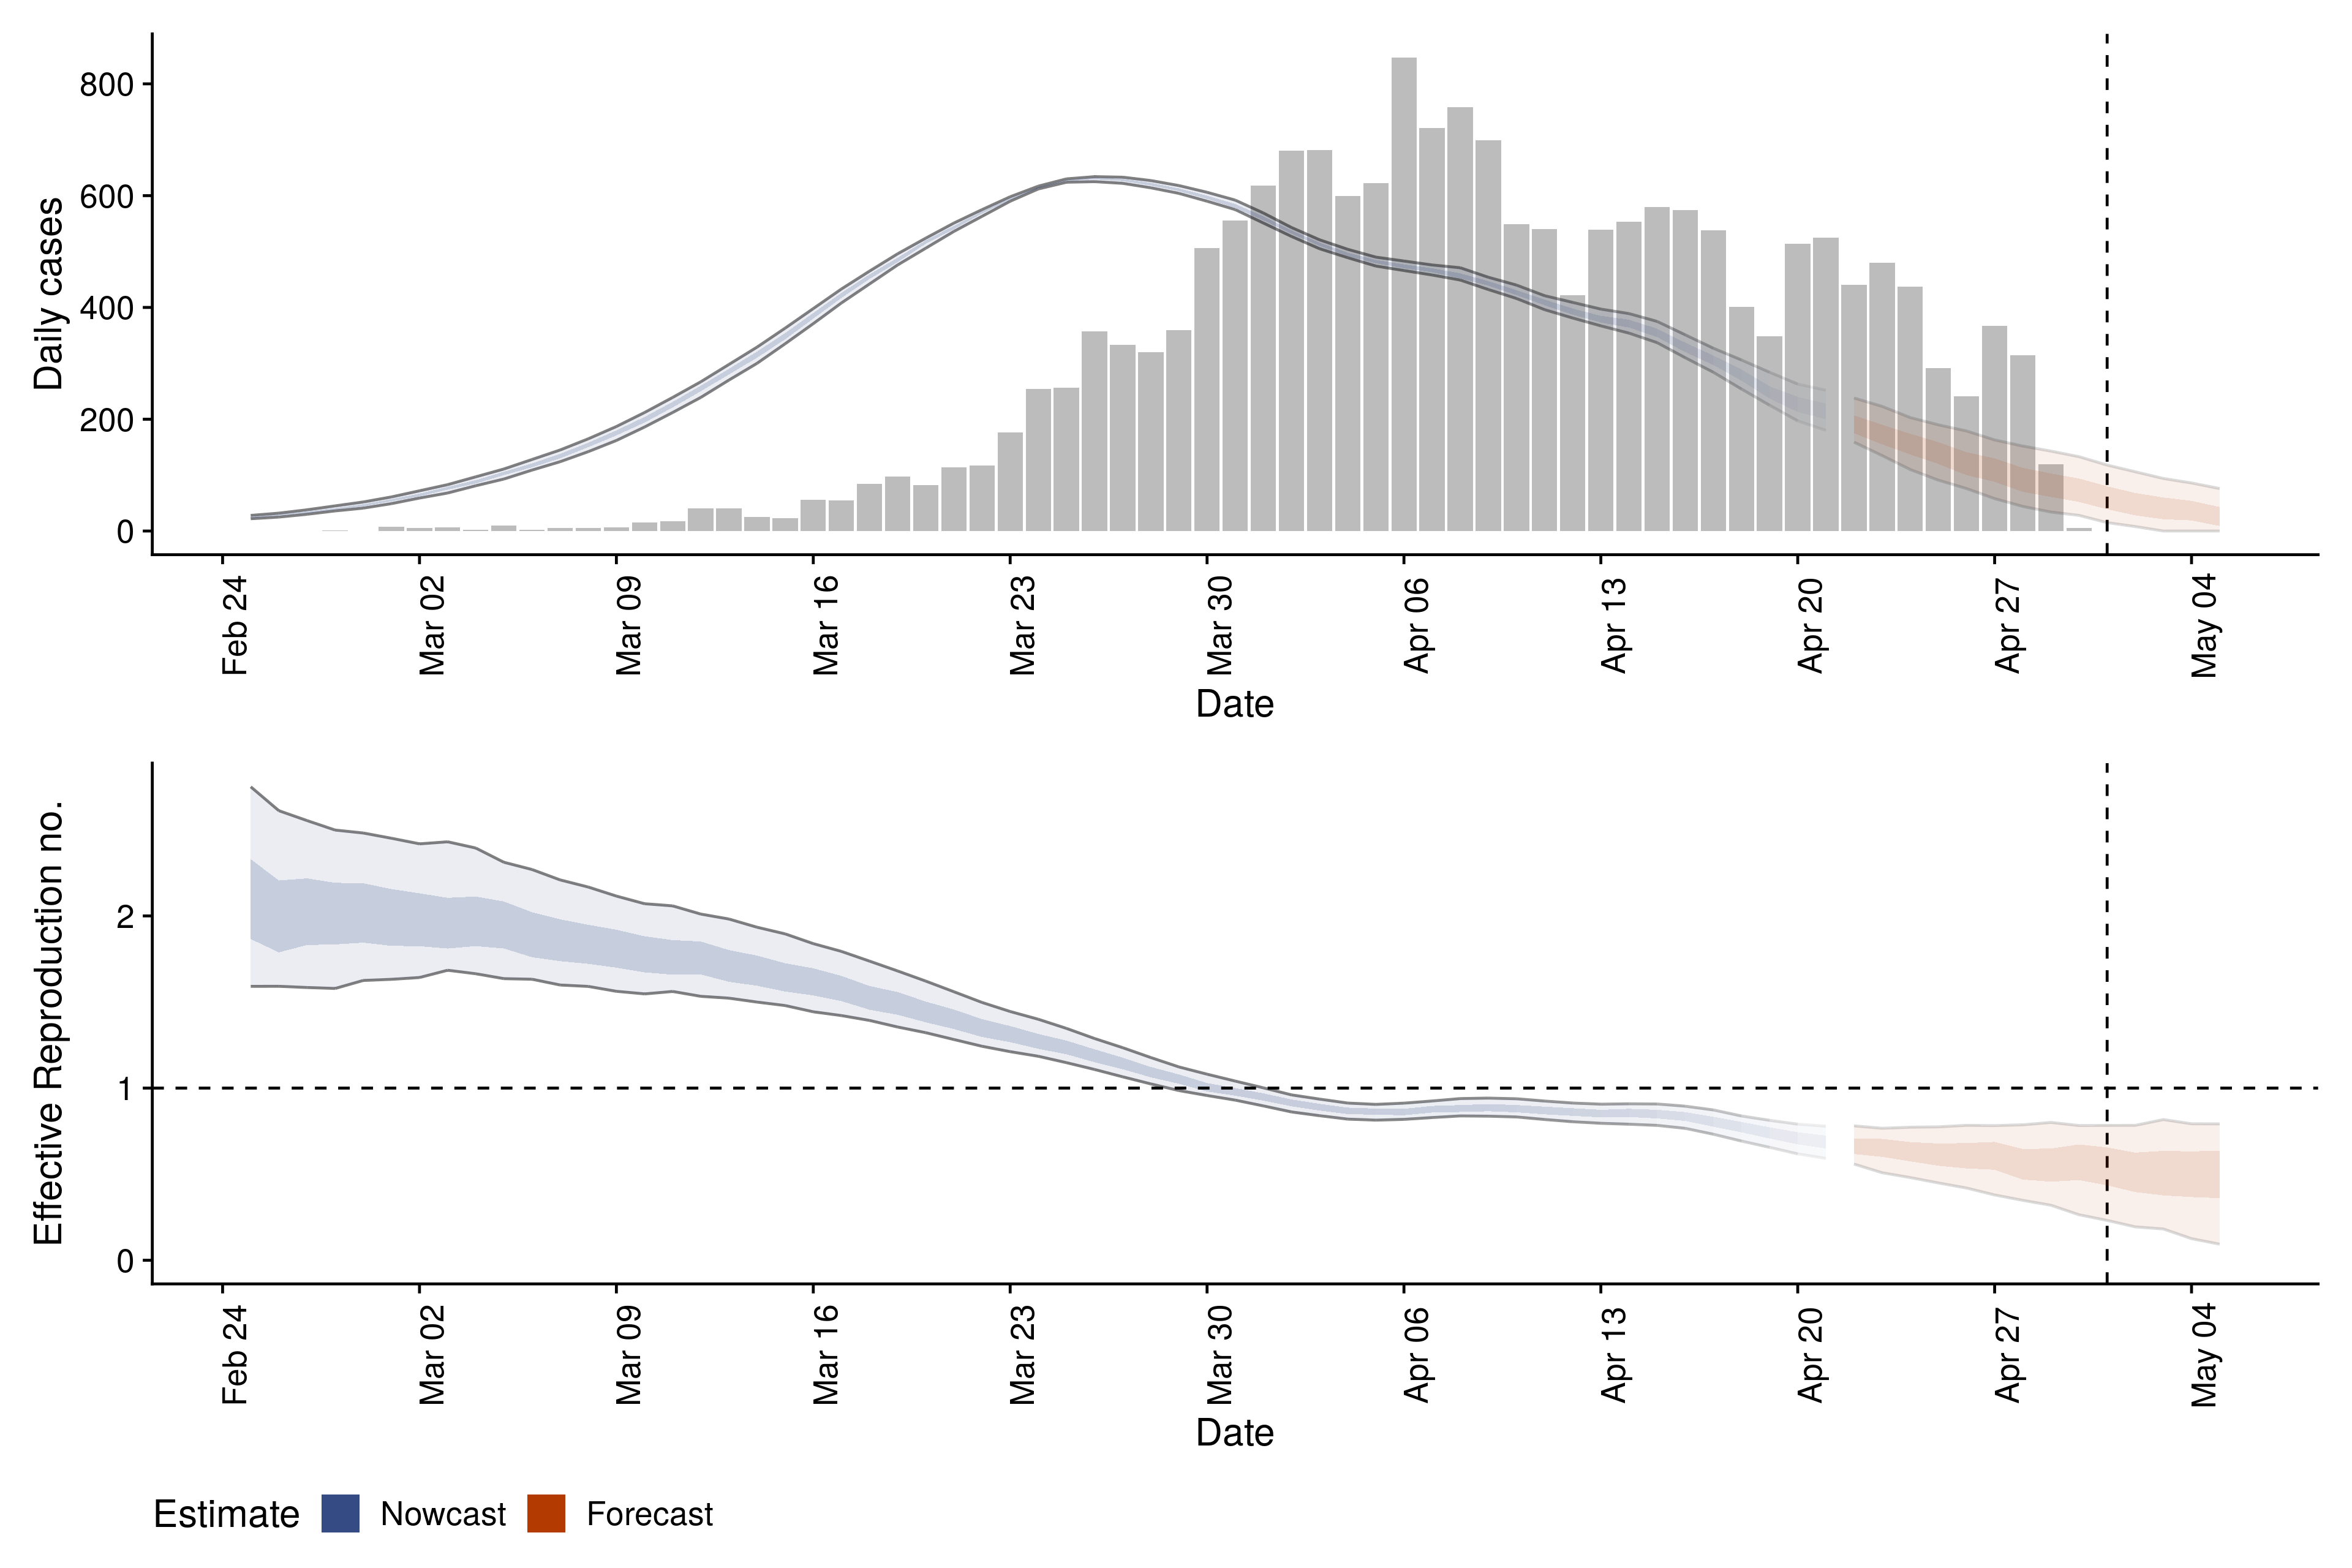 Daily cases
800
600
400
200
0
Feb 24
Mar 02
Mar 09
Mar 16
Mar 23
Mar 30
Apr 06
Apr 13
Apr 20
Apr 27
May 04
Date
Effective Reproduction no.
2
1
0
Feb 24
Mar 02
Mar 09
Mar 16
Mar 23
Mar 30
Apr 06
Apr 13
Apr 20
Apr 27
May 04
Date
Estimate Nowcast Forecast